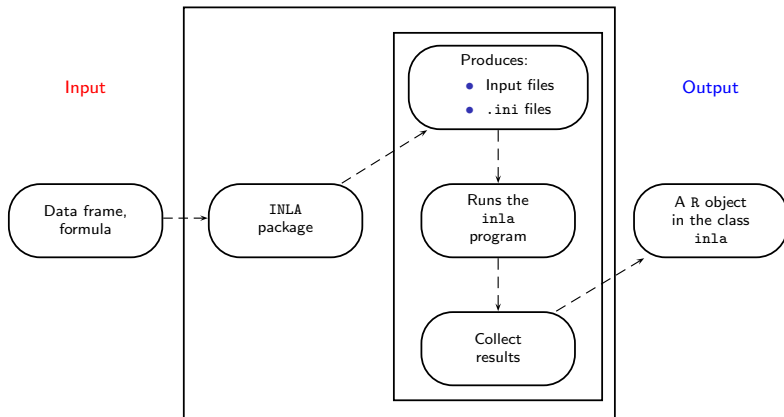 Input
Data frame,
formula
INLA
package
Produces:
• Input files
• .ini files
Runs the
inla
program
Collect
results
Output
A R object
in the class
inla